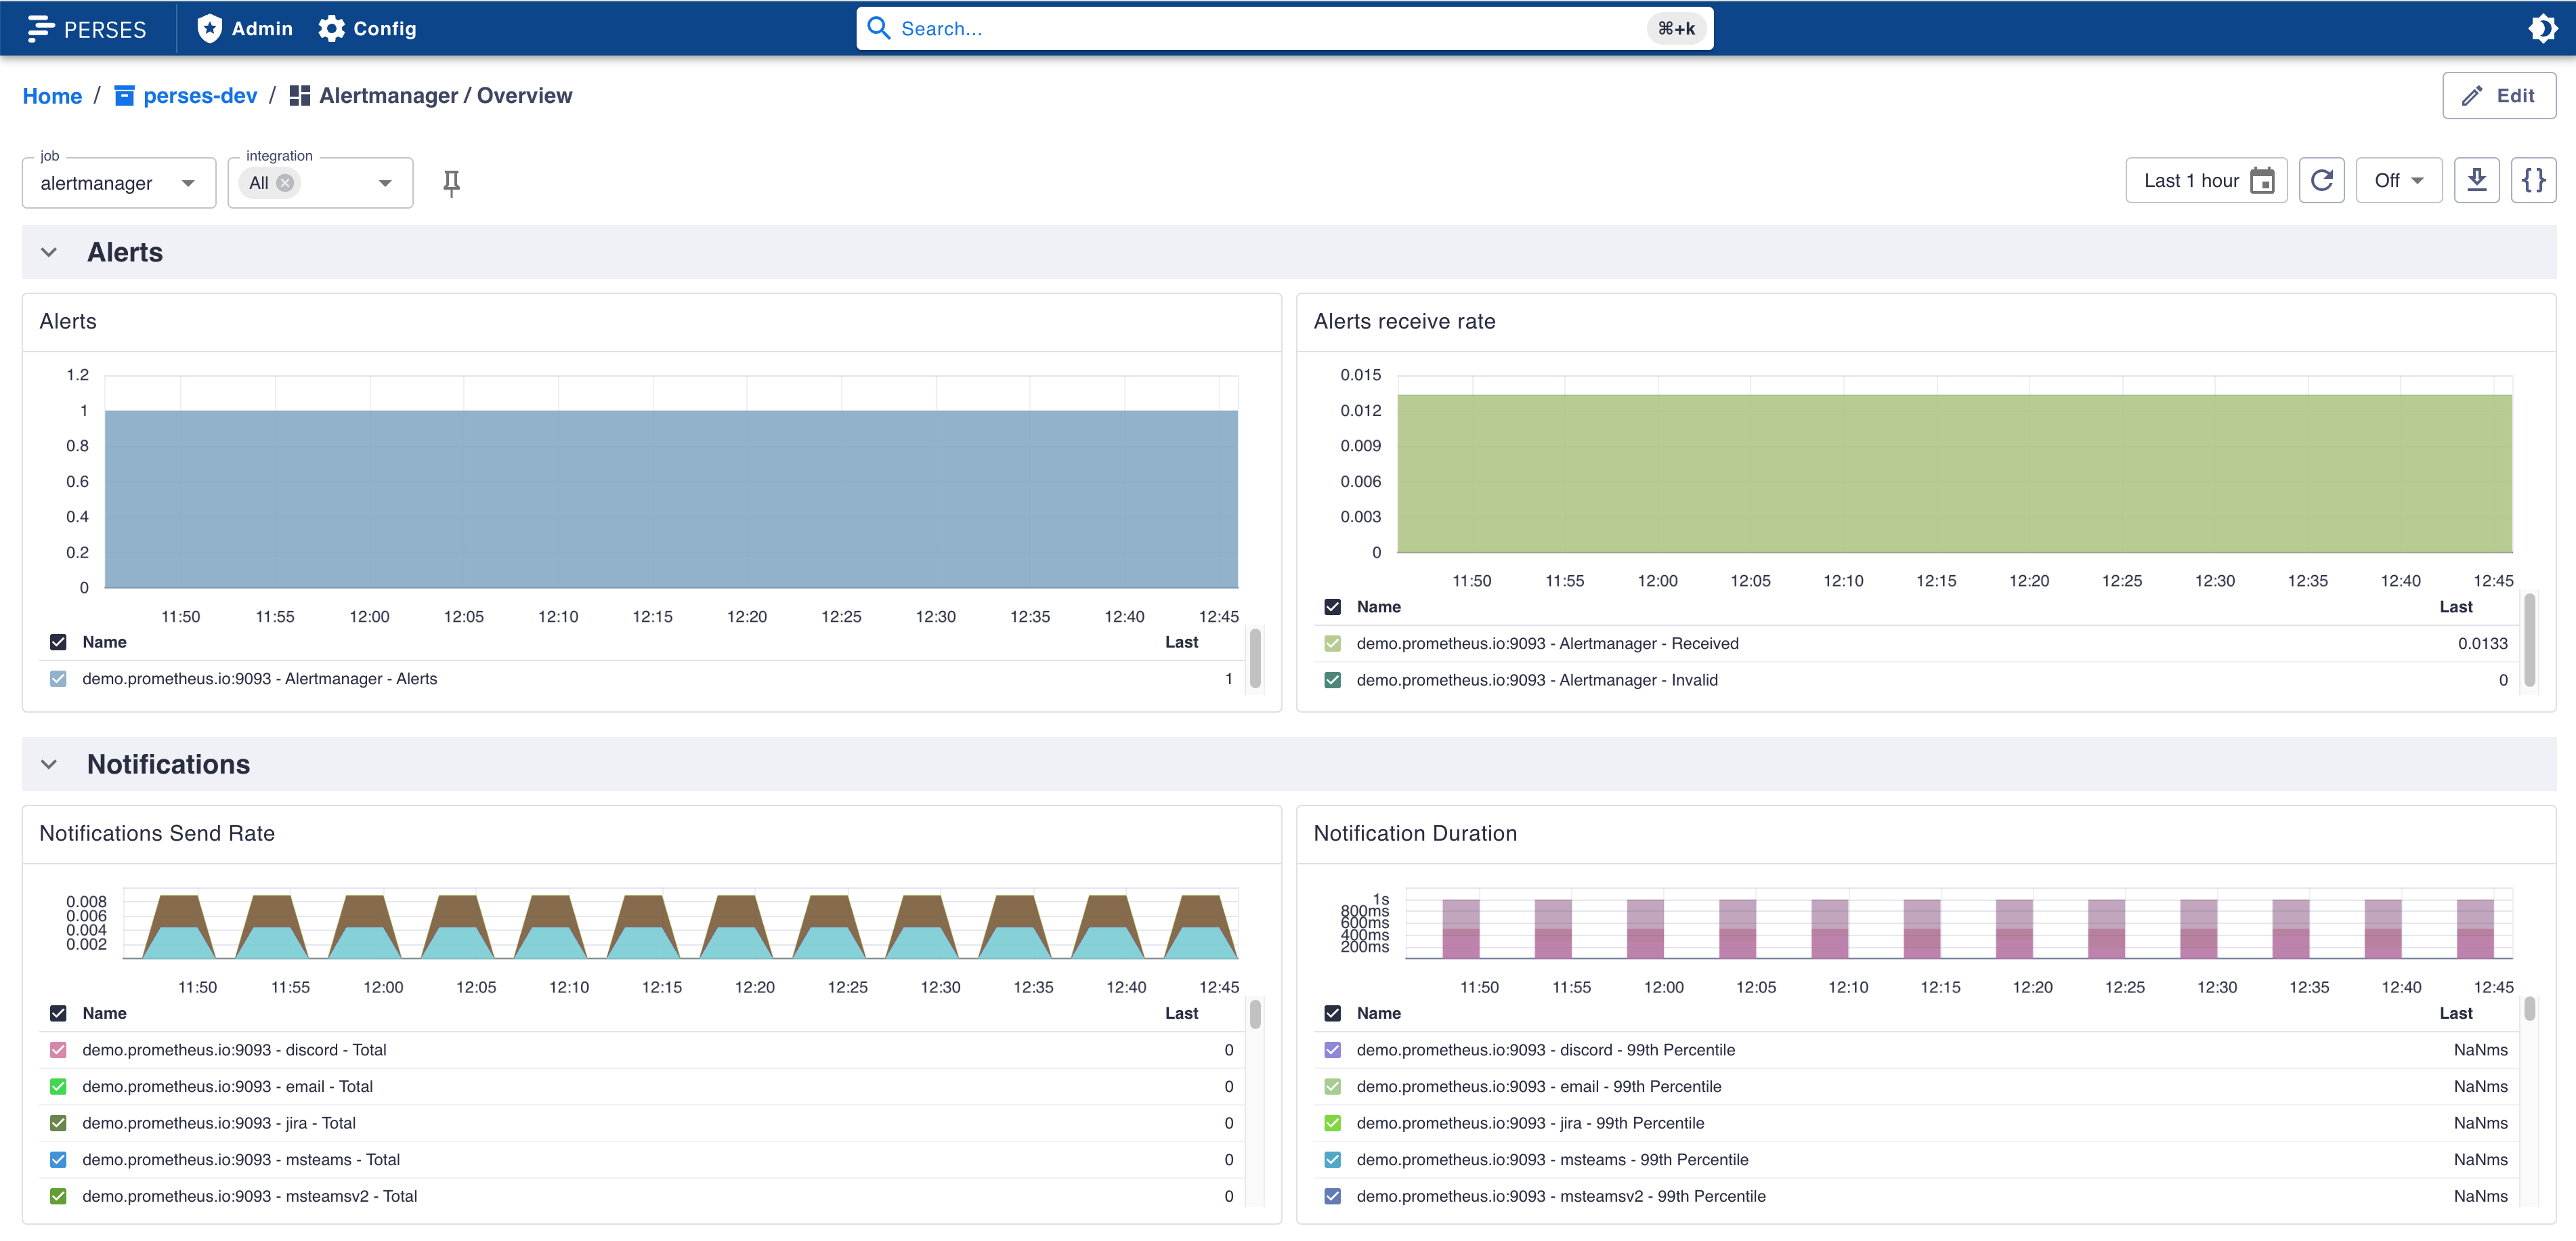 PERSES Admin Config Search... ⌘+k
Home / perses-dev / Alertmanager / Overview Edit
job integration
alertmanager All Last 1 hour Off
Alerts
Alerts
1.2
1
0.8
0.6
0.4
0.2
0
11:50 11:55 12:00 12:05 12:10 12:15 12:20 12:25 12:30 12:35 12:40 12:45
Name Last
demo.prometheus.io:9093 - Alertmanager - Alerts 1
Alerts receive rate
0.015
0.012
0.009
0.006
0.003
0
11:50 11:55 12:00 12:05 12:10 12:15 12:20 12:25 12:30 12:35 12:40 12:45
Name Last
demo.prometheus.io:9093 - Alertmanager - Received 0.0133
demo.prometheus.io:9093 - Alertmanager - Invalid 0
Notifications
Notifications Send Rate
0.008
0.006
0.004
0.002
11:50 11:55 12:00 12:05 12:10 12:15 12:20 12:25 12:30 12:35 12:40 12:45
Name Last
demo.prometheus.io:9093 - discord - Total 0
demo.prometheus.io:9093 - email - Total 0
demo.prometheus.io:9093 - jira - Total 0
demo.prometheus.io:9093 - msteams - Total 0
demo.prometheus.io:9093 - msteamsv2 - Total 0
Notification Duration
1s
800ms
600ms
400ms
200ms
11:50 11:55 12:00 12:05 12:10 12:15 12:20 12:25 12:30 12:35 12:40 12:45
Name Last
demo.prometheus.io:9093 - discord - 99th Percentile NaNms
demo.prometheus.io:9093 - email - 99th Percentile NaNms
demo.prometheus.io:9093 - jira - 99th Percentile NaNms
demo.prometheus.io:9093 - msteams - 99th Percentile NaNms
demo.prometheus.io:9093 - msteamsv2 - 99th Percentile NaNms